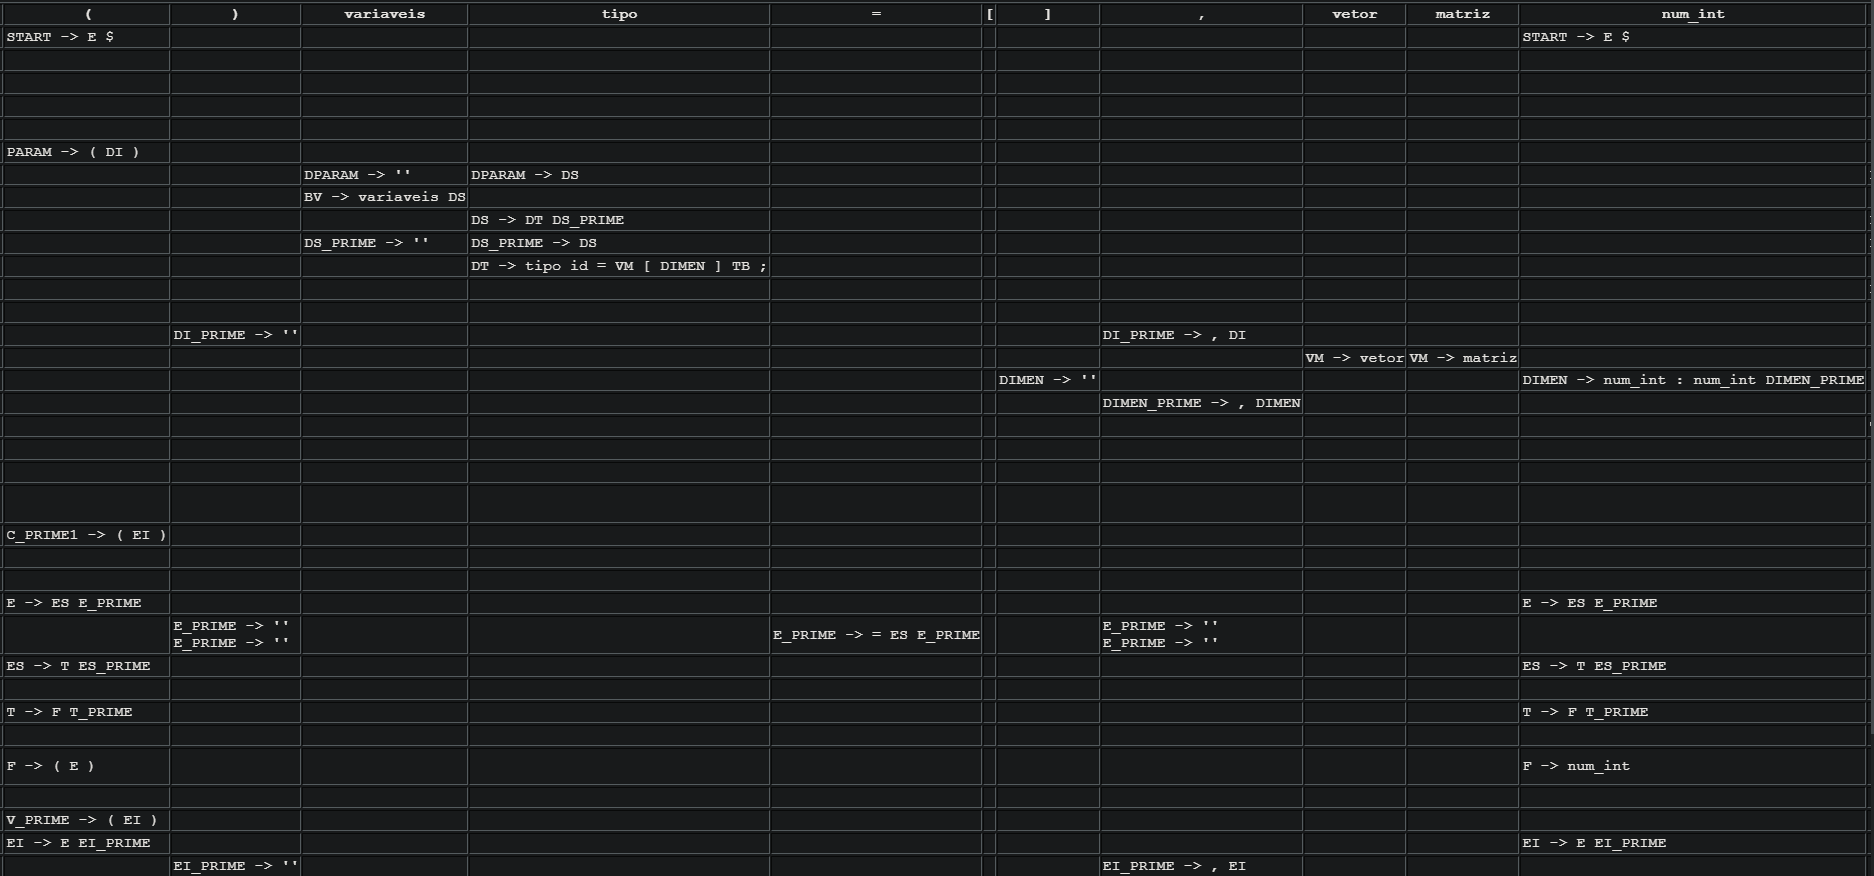 ( ) variaveis tipo = [ ] , vetor matriz num_int
START -> E $ START -> E $
PARAM -> ( DI )
DPARAM -> '' DPARAM -> DS
BV -> variaveis DS
DS -> DT DS_PRIME
DS_PRIME -> '' DS_PRIME -> DS
DT -> tipo id = VM [ DIMEN ] TB ;
DI_PRIME -> '' DI_PRIME -> , DI
VM -> vetor VM -> matriz
DIMEN -> '' DIMEN -> num_int : num_int DIMEN_PRIME
DIMEN_PRIME -> , DIMEN
C_PRIME1 -> ( EI )
E -> ES E_PRIME E -> ES E_PRIME
E_PRIME -> '' E_PRIME -> ''
E_PRIME -> = ES E_PRIME
E_PRIME -> '' E_PRIME -> ''
ES -> T ES_PRIME ES -> T ES_PRIME
T -> F T_PRIME T -> F T_PRIME
F -> ( E ) F -> num_int
V_PRIME -> ( EI )
EI -> E EI_PRIME EI -> E EI_PRIME
EI_PRIME -> '' EI_PRIME -> , EI